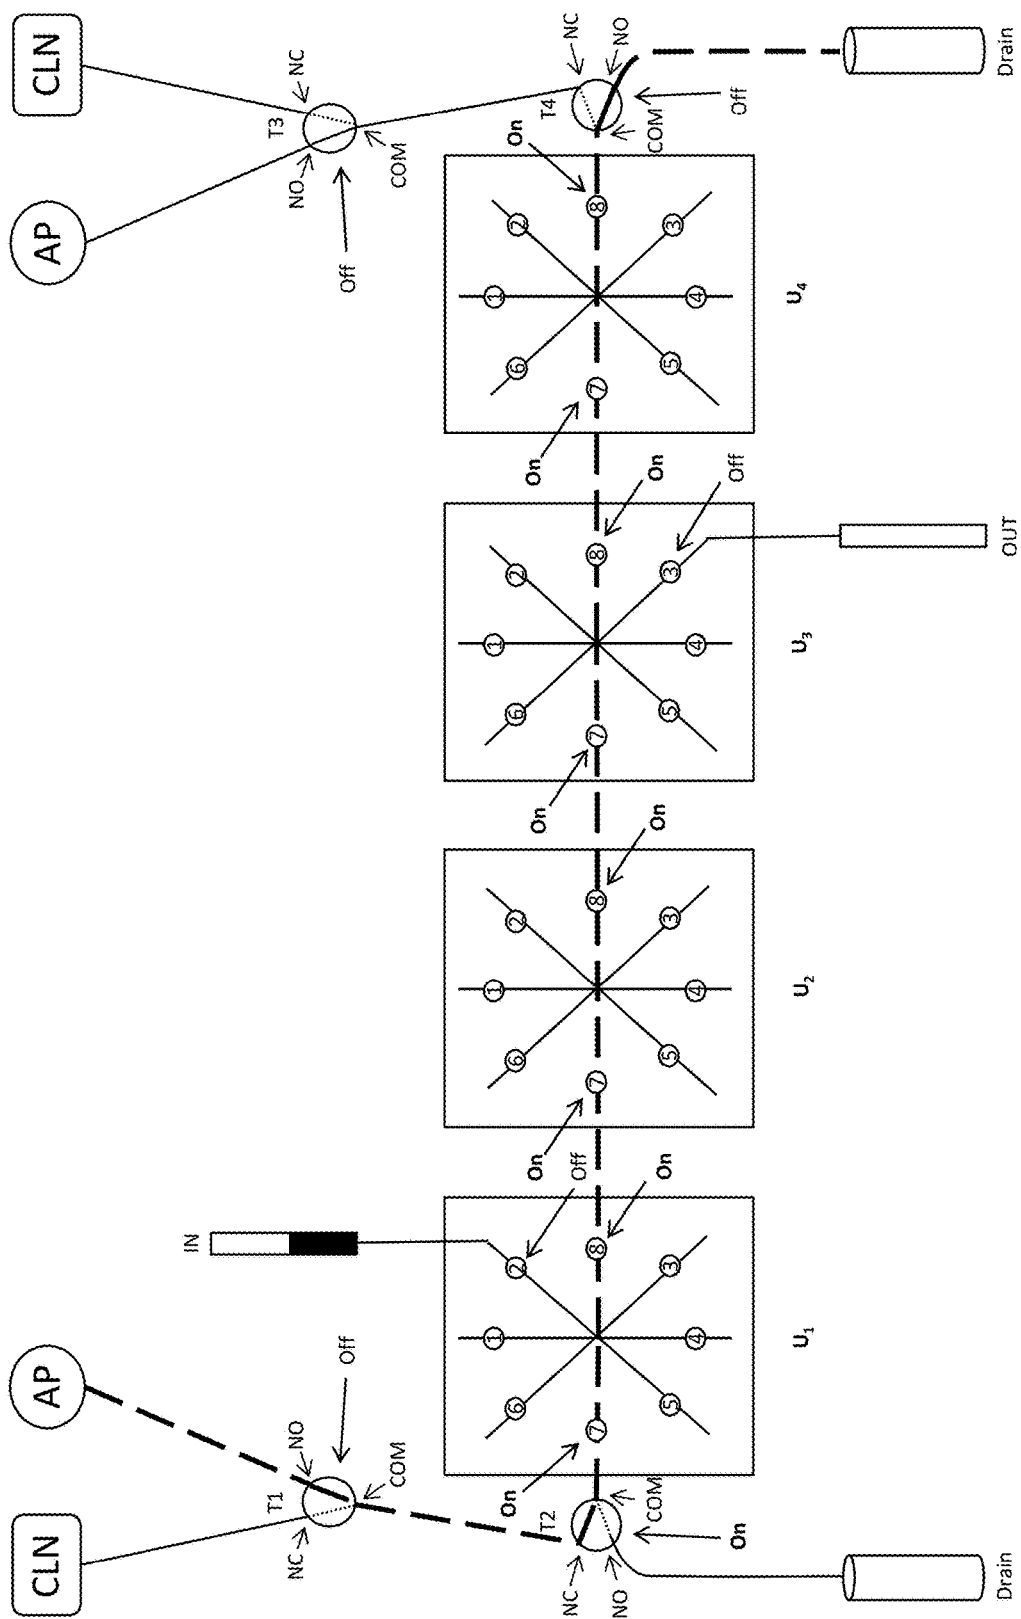 CLN
AP
IN
AP
CLN
T1
T3
NC
NO
NO
NC
Off
Off
COM
COM
On
On
Off
On
On
On
T2
T4
NC
NC
1
1
1
1
6
2
6
2
6
2
6
2
7
8
7
8
7
8
7
8
NO
COM
COM
NO
On
On
On
5
3
5
3
5
3
5
3
4
4
4
4
On
Off
Off
U1
U2
U3
U4
Drain
OUT
Drain